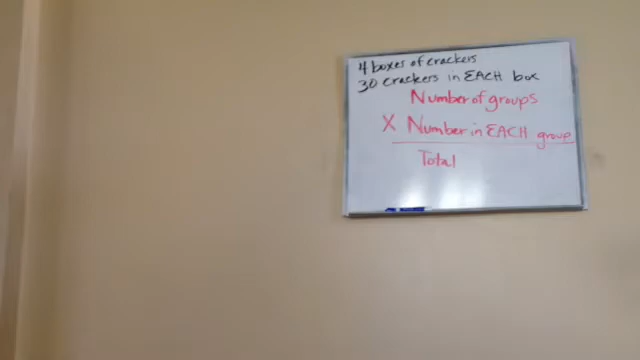 4 boxes of crackers
30 crackers in EACH box
Number of groups
X Number in EACH group
Total